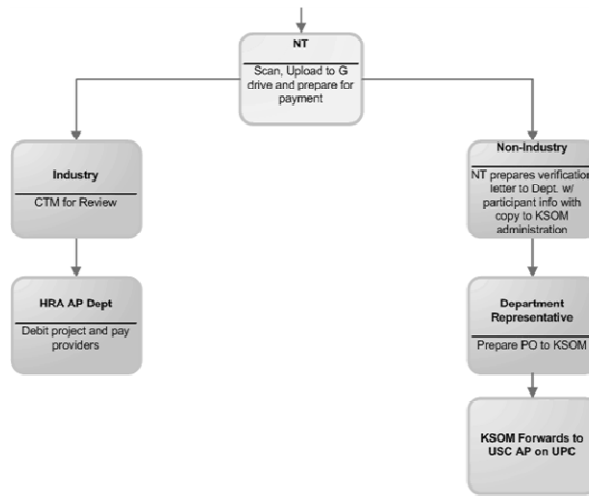 NT
Scan, Upload to G
drive and prepare for
payment
Industry
CTM for Review
HRA AP Dept
Debit project and pay
providers
Non-Industry
NT prepares verification
letter to Dept. w/
participant info with
copy to KSOM
administration
Department
Representative
Prepare PO to KSOM
KSOM Forwards to
USC AP on UPC